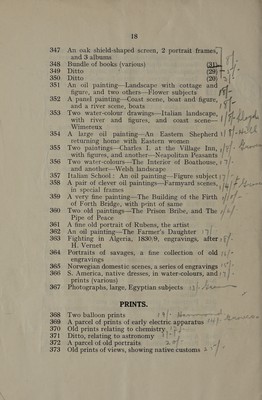 18
347 An oak shield-shaped screen, 2 portrait frames,
and 3 albums
348 Bundle of books (various) (31)
349 Ditto (29)
350 Ditto (20)
351 An oil painting—Landscape with cottage and
figure, and two others—Flower subjects
352 A panel painting—Coast scene, boat and figure,
and a river scene, boats
353 Two water-colour drawings—Italian landscape,
with river and figures, and coast scene—
Wimereux
354 A large oil painting—An Eastern Shepherd
returning home with Eastern women
355 Two paintings—Charles I. at the Village Inn,
with figures, and another—Neapolitan Peasants
356 Two water-colours—The Interior of Boathouse,
and another—Welsh landscape
357 Italian School: An oil painting—Figure subject
358 A pair of clever oil paintings—Farmyard scenes,
in special frames
359 A very fine painting—The Building of the Firth
of Forth Bridge, with print of same
360 Two old paintings—The Prison Bribe, and The
Pipe of Peace
361 A fine old portrait of Rubens, the artist
362 An oil painting—The Farmer's Daughter
363 Fighting in Algeria, 1830/9, engravings, after
H. Vernet
364 Portraits of savages, a fine collection of old
engravings
365 Norwegian domestic scenes, a series of engravings
366 S. America, native dresses, in water-colours, and
prints (various)
367 Photographs, large, Egyptian subjects
PRINTS.
368 Two balloon prints
369 A parcel of prints of early electric apparatus
370 Old prints relating to chemistry
371 Ditto, relating to astronomy
372 A parcel of old portraits
373 Old prints of views, showing native customs